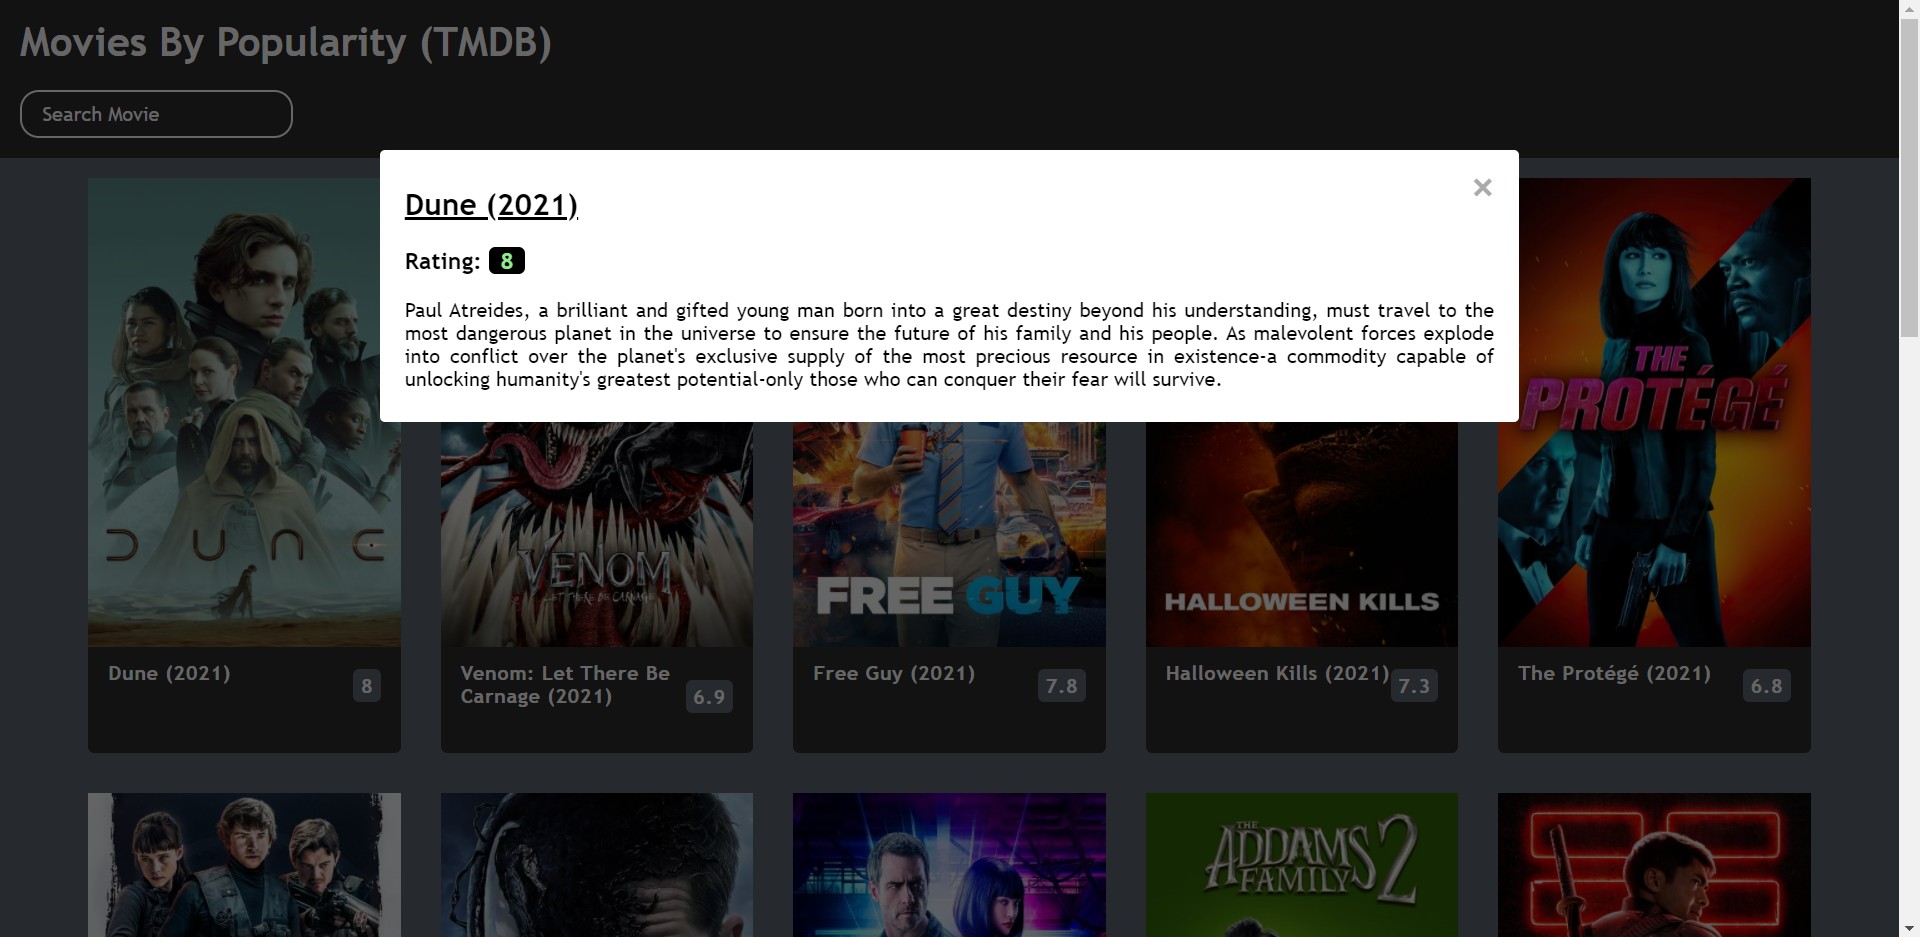 Movies By Popularity (TMDB)
Search Movie
×
Dune (2021)
Rating: 8
Paul Atreides, a brilliant and gifted young man born into a great destiny beyond his understanding, must travel to the
most dangerous planet in the universe to ensure the future of his family and his people. As malevolent forces explode
into conflict over the planet's exclusive supply of the most precious resource in existence-a commodity capable of
unlocking humanity's greatest potential-only those who can conquer their fear will survive.
DUNE
VENOM
LET THERE BE CARNAGE
FREE GUY
HALLOWEEN KILLS
THE
PROTÉGÉ
Dune (2021)
8
Venom: Let There Be
Carnage (2021)
6.9
Free Guy (2021)
7.8
Halloween Kills (2021)
7.3
The Protégé (2021)
6.8
THE
ADDAMS
FAMILY 2